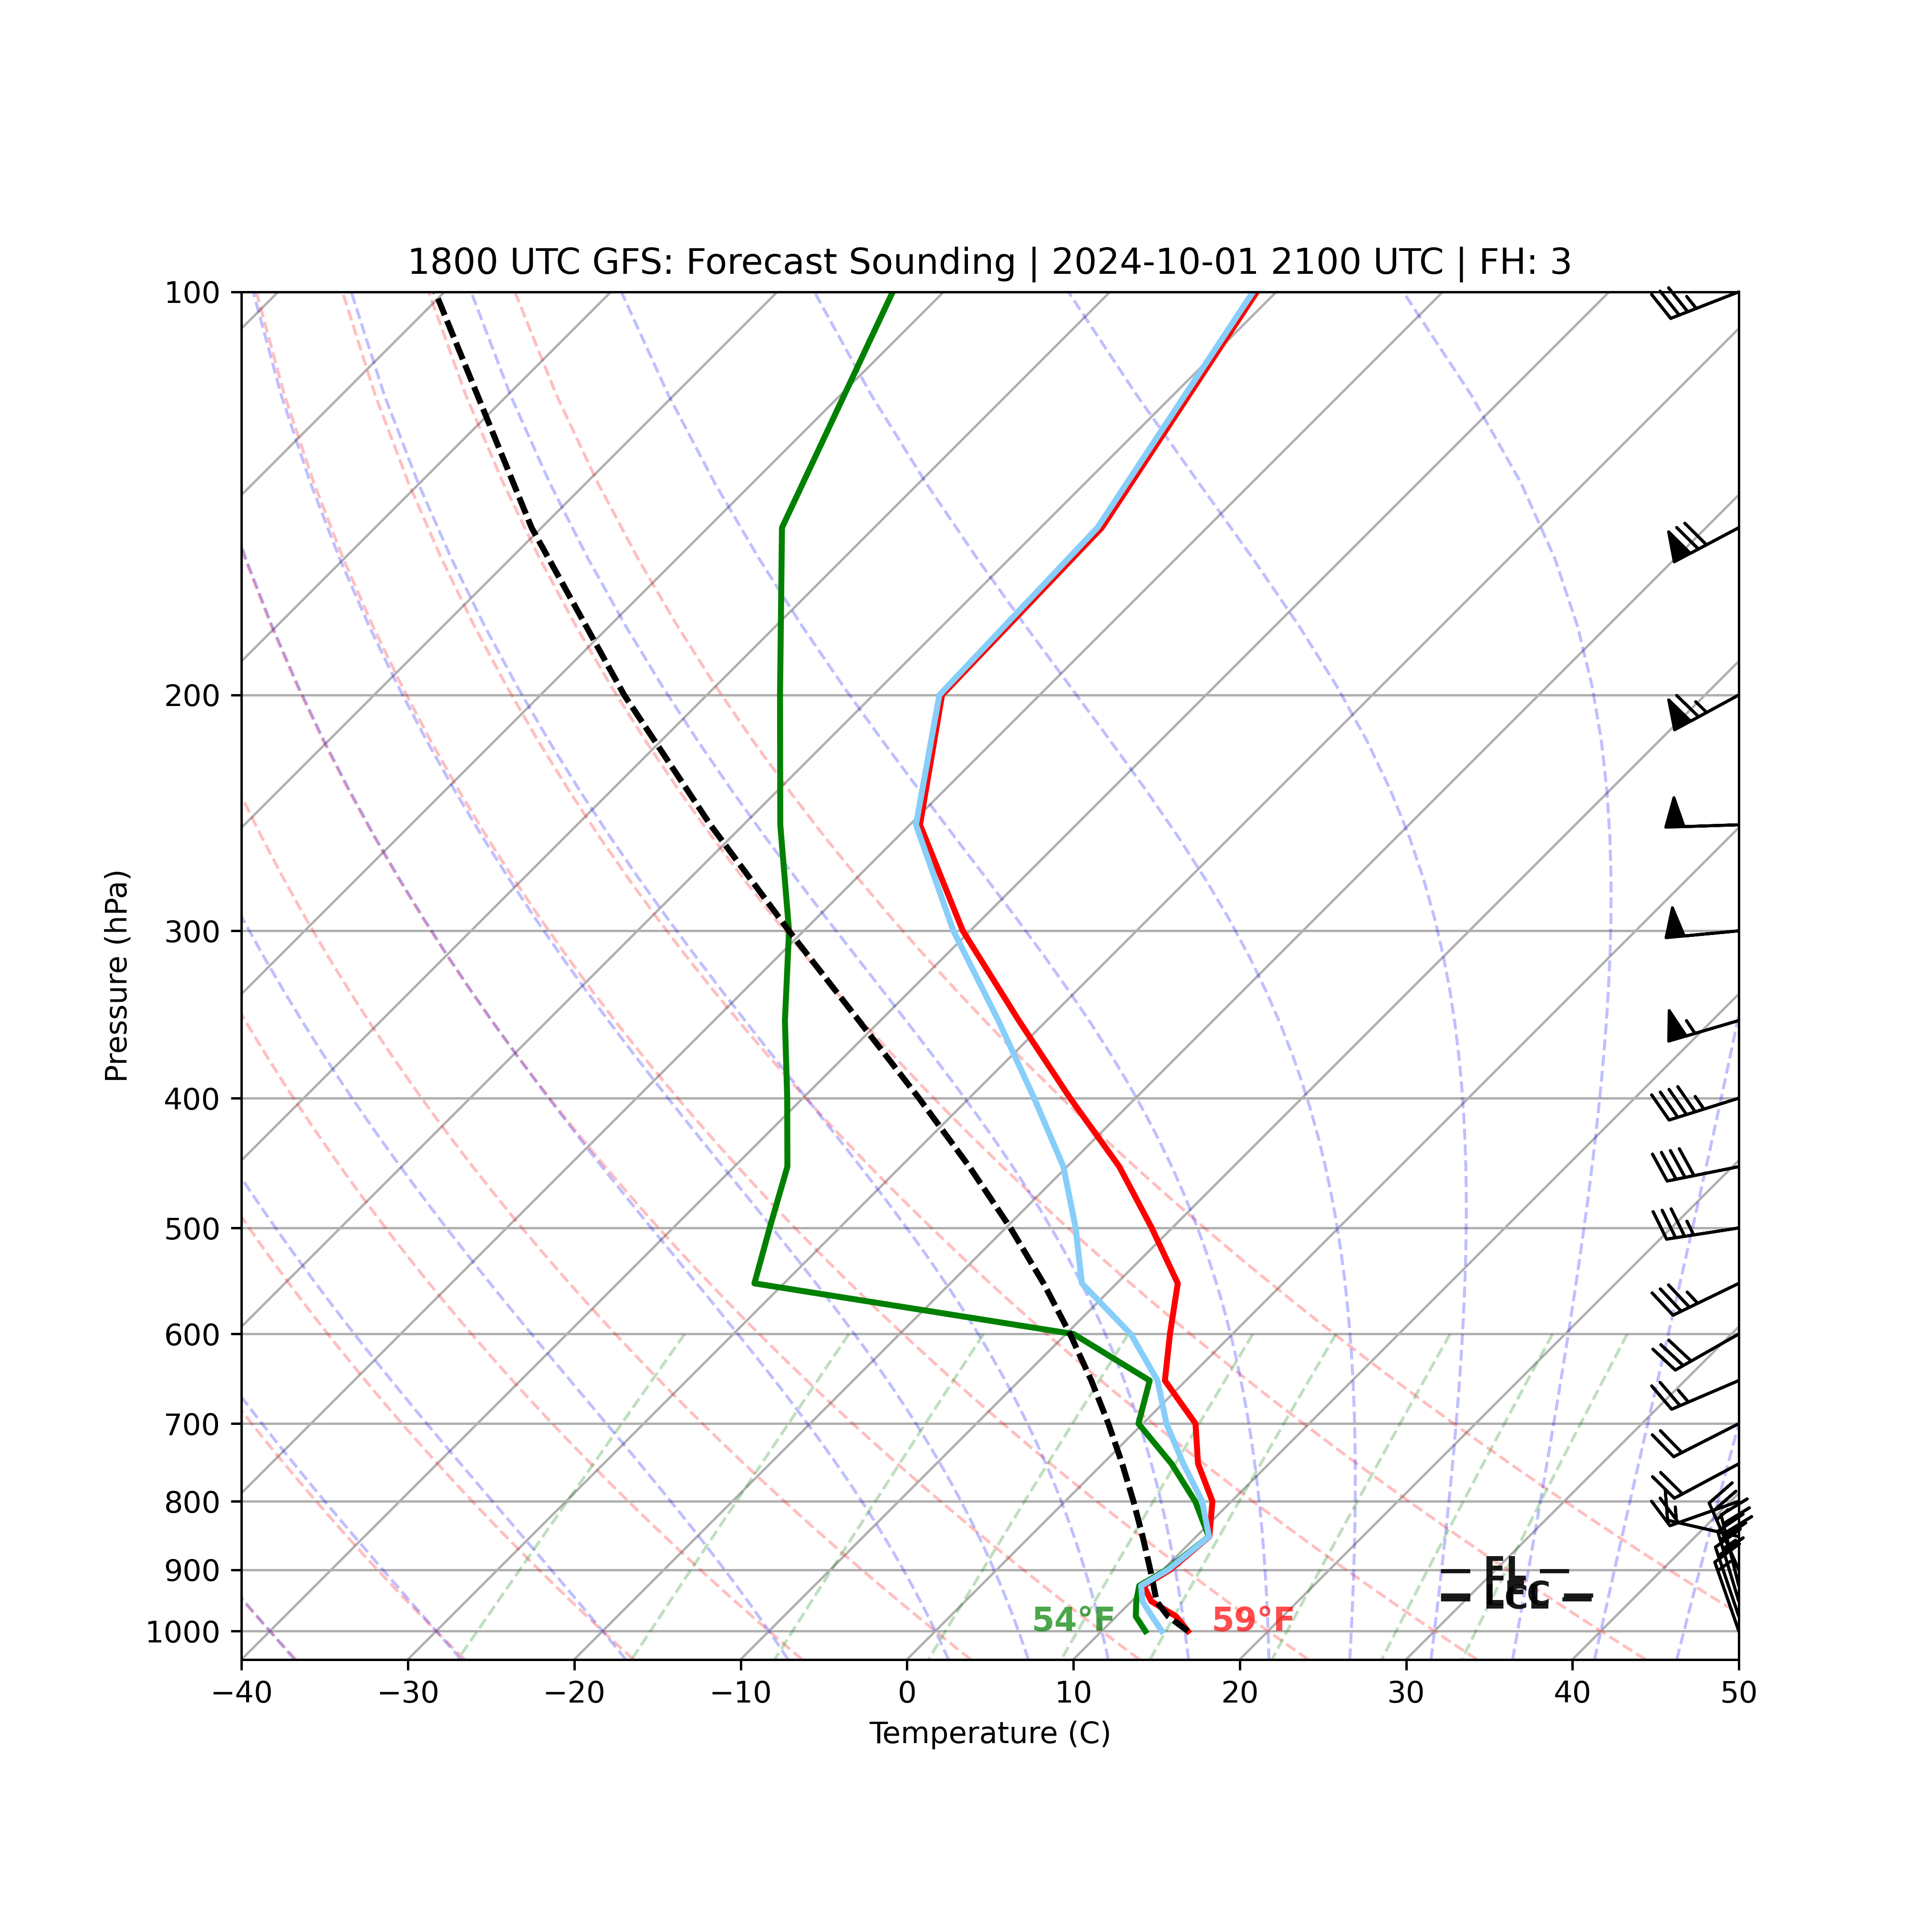 1800 UTC GFS: Forecast Sounding | 2024-10-01 2100 UTC | FH: 3
100
200
300
400
500
600
700
800
900
1000
Pressure (hPa)
EL
LCL
54°F
59°F
−40 −30 −20 −10 0 10 20 30 40 50
Temperature (C)